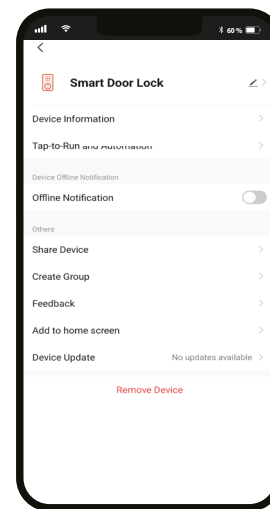 60 %
Smart Door Lock
Device Information
Tap-to-Run and Automation
Device Offline Notification
Offline Notification
Others
Share Device
Create Group
Feedback
Add to home screen
Device Update No updates available
Remove Device